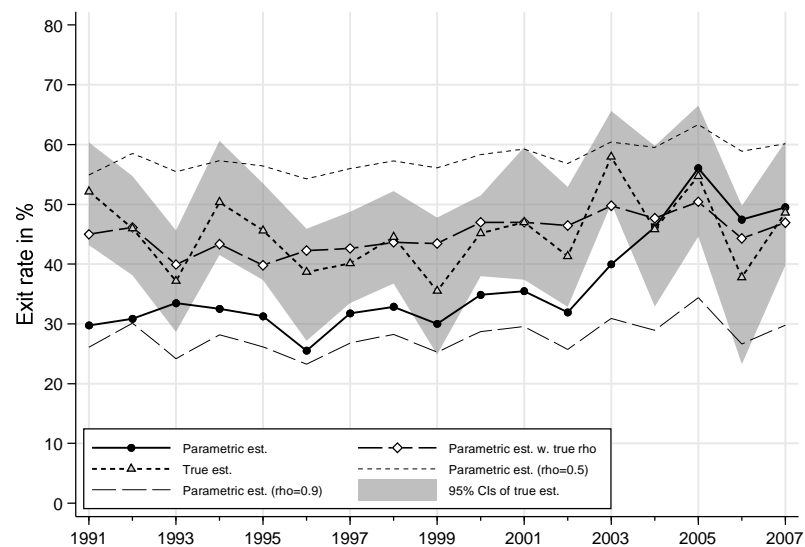 80
70
60
50
40
30
20
10
0
Exit rate in %
Parametric est.
Parametric est. w. true rho
True est.
Parametric est. (rho=0.5)
Parametric est. (rho=0.9)
95% CIs of true est.
1991 1993 1995 1997 1999 2001 2003 2005 2007